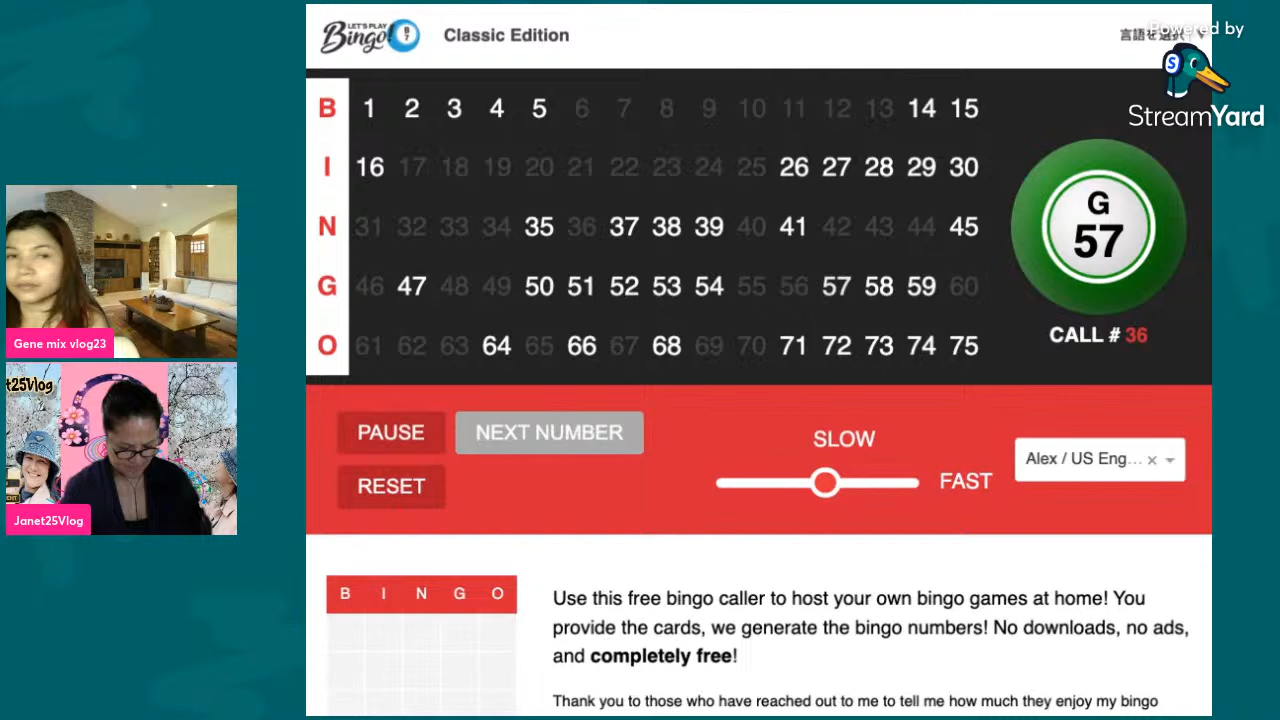 LET'S PLAY
Bingo!
B
7
Classic Edition
言語を選択
Powered by
StreamYard
B 1 2 3 4 5 6 7 8 9 10 11 12 13 14 15
I 16 17 18 19 20 21 22 23 24 25 26 27 28 29 30
N 31 32 33 34 35 36 37 38 39 40 41 42 43 44 45
G 46 47 48 49 50 51 52 53 54 55 56 57 58 59 60
O 61 62 63 64 65 66 67 68 69 70 71 72 73 74 75
G
57
CALL # 36
Gene mix vlog23
t25Vlog
Janet25Vlog
PAUSE
NEXT NUMBER
RESET
SLOW
FAST
Alex / US Eng...
B I N G O
Use this free bingo caller to host your own bingo games at home! You
provide the cards, we generate the bingo numbers! No downloads, no ads,
and completely free!
Thank you to those who have reached out to me to tell me how much they enjoy my bingo